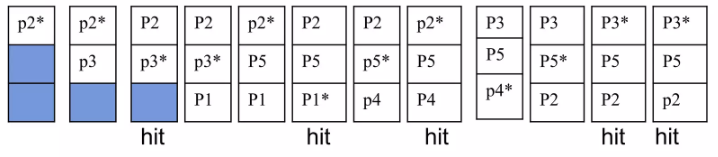 p2* p2* P2 P2 p2* P2 P2 p2* P3 P3 P3* P3*
p3 p3* p3* P5 P5 p5* P5 P5 P5* P5 P5
P1 P1 P1* p4 P4 p4* P2 P2 p2
hit hit hit hit hit